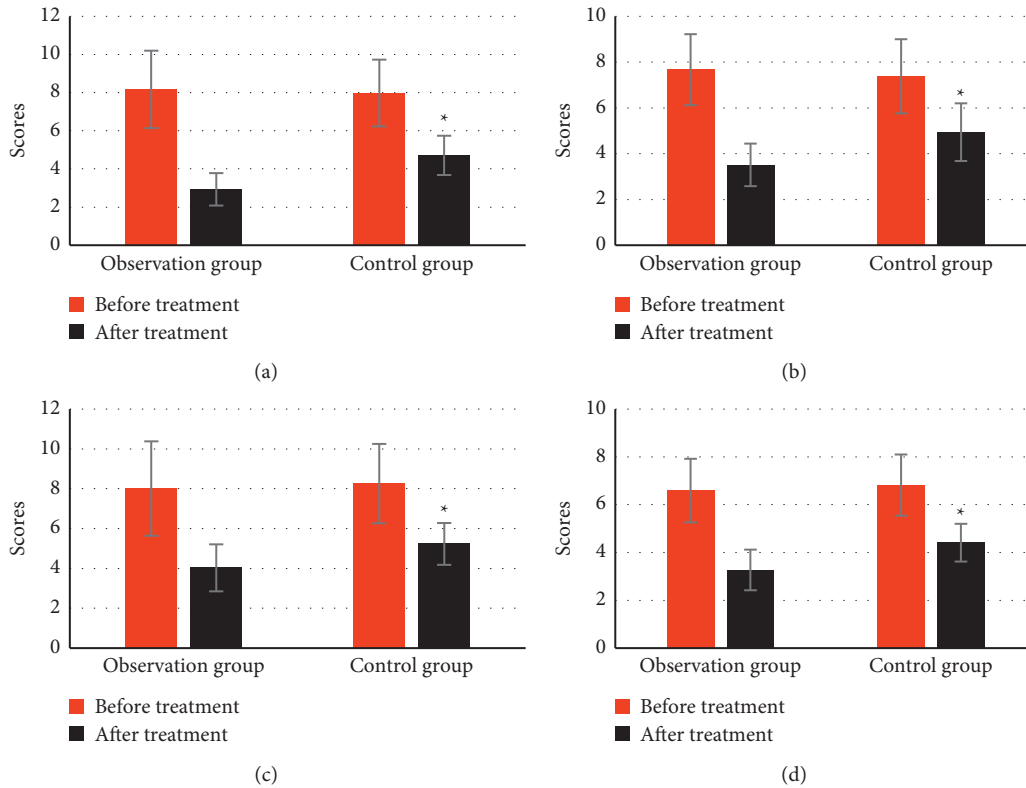 12
10
8
6
4
2
0
Scores
*
Observation group Control group
Before treatment
After treatment
(a)
10
8
6
4
2
0
Scores
*
Observation group Control group
Before treatment
After treatment
(b)
12
10
8
6
4
2
0
Scores
*
Observation group Control group
Before treatment
After treatment
(c)
10
8
6
4
2
0
Scores
*
Observation group Control group
Before treatment
After treatment
(d)